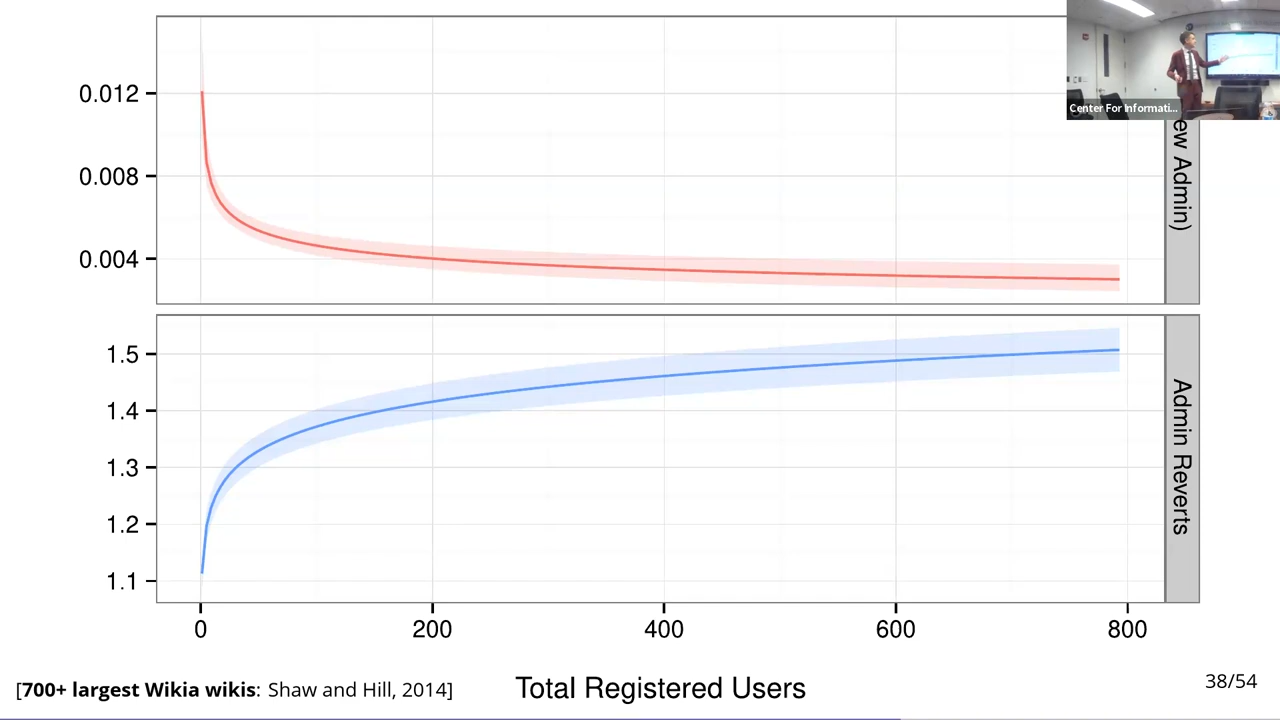 0.012
0.008
0.004
ew Admin)
Center For Informati...
1.5
1.4
1.3
1.2
1.1
Admin Reverts
0 200 400 600 800
Total Registered Users
[700+ largest Wikia wikis: Shaw and Hill, 2014]
38/54